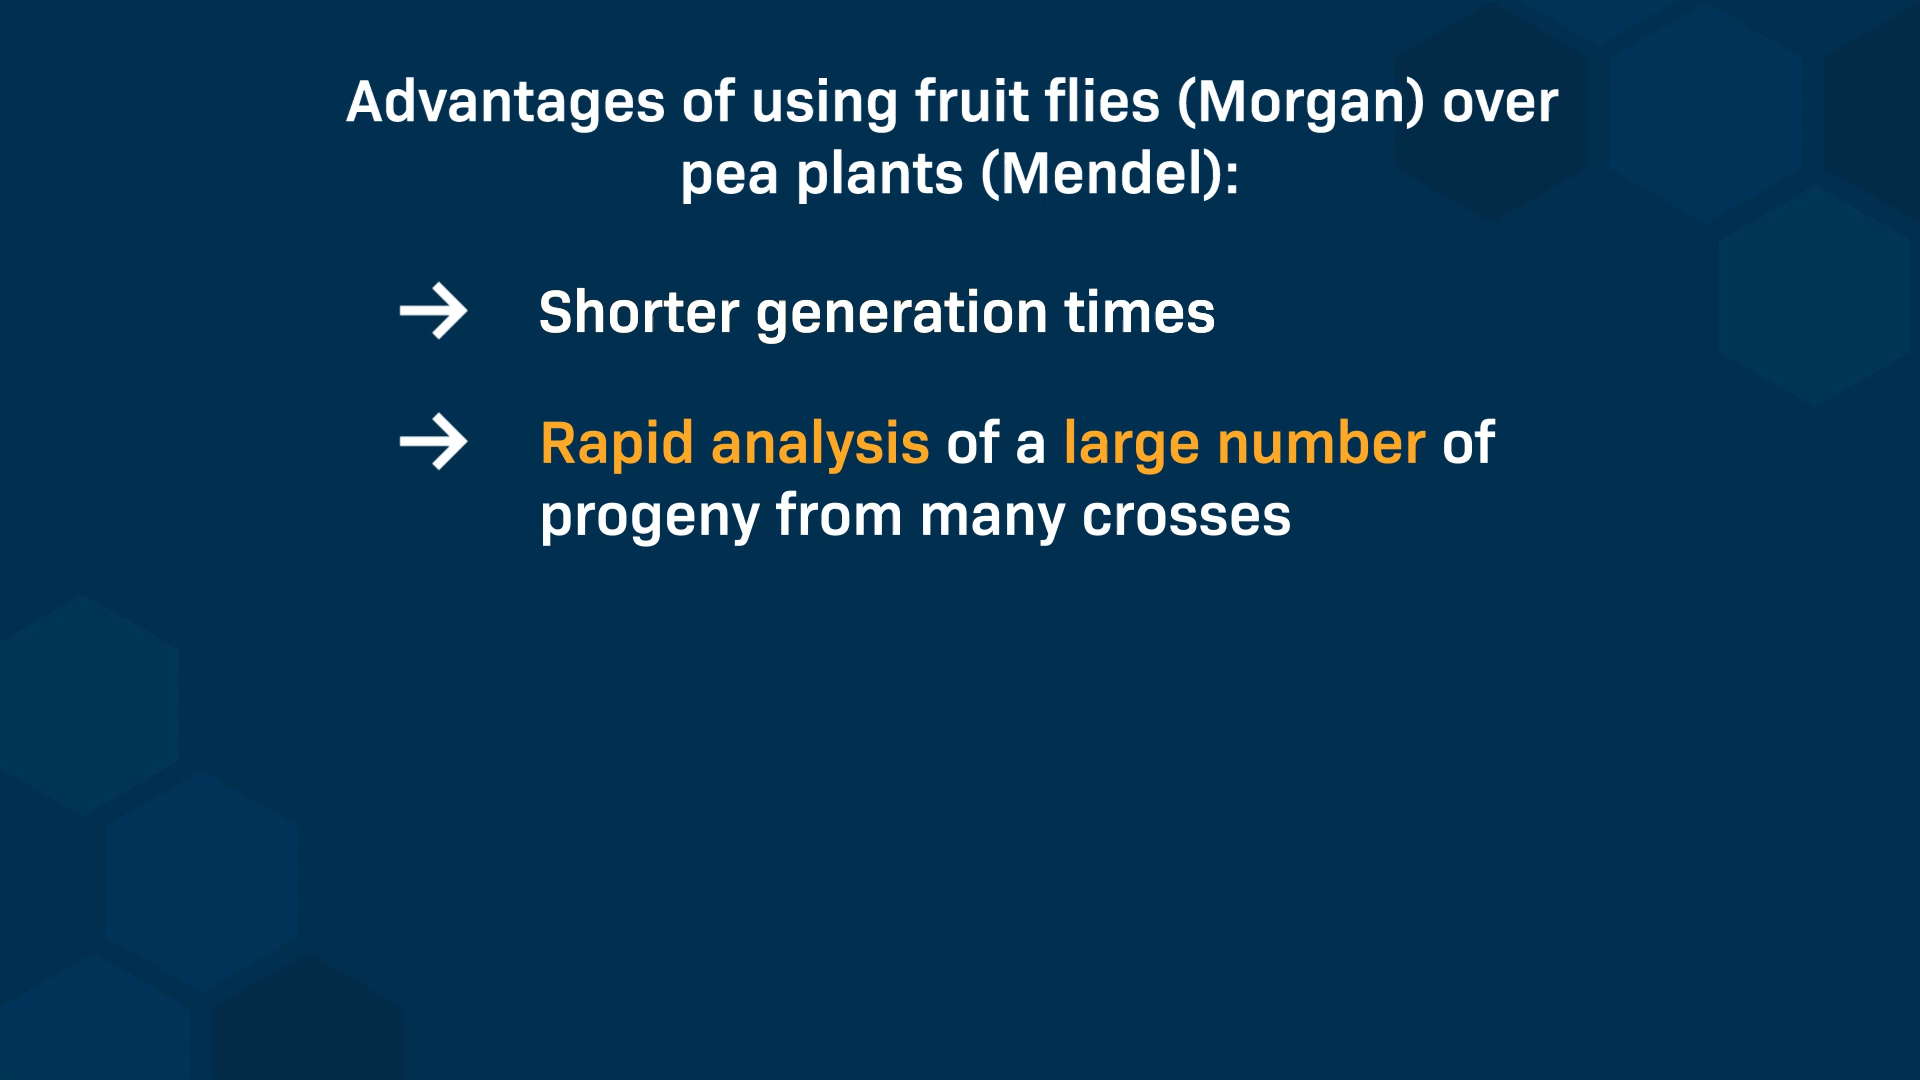 Advantages of using fruit flies (Morgan) over
pea plants (Mendel):
Shorter generation times
Rapid analysis of a large number of
progeny from many crosses